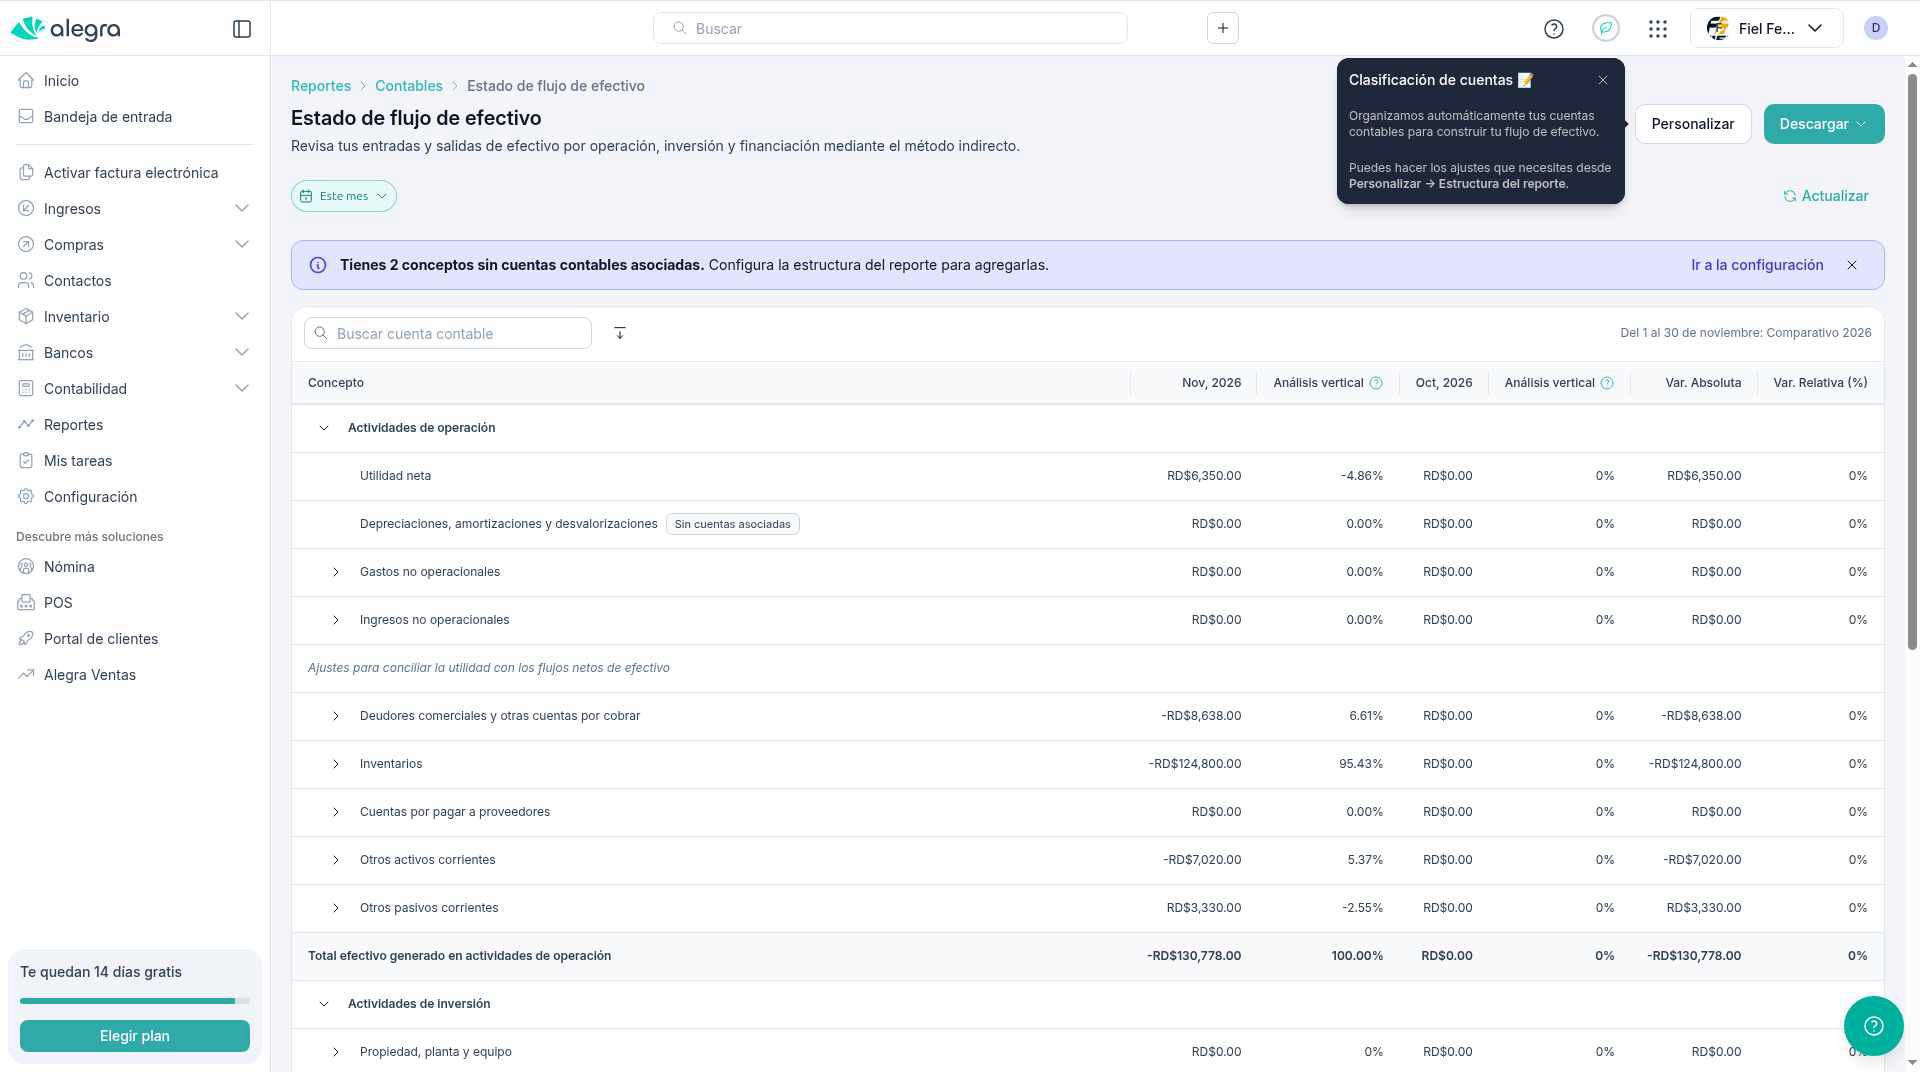 alegra
Buscar
Fiel Fe...
D
Inicio
Bandeja de entrada
Activar factura electrónica
Ingresos
Compras
Contactos
Inventario
Bancos
Contabilidad
Reportes
Mis tareas
Configuración
Descubre más soluciones
Nómina
POS
Portal de clientes
Alegra Ventas
Te quedan 14 días gratis
Elegir plan
Reportes > Contables > Estado de flujo de efectivo
Estado de flujo de efectivo
Revisa tus entradas y salidas de efectivo por operación, inversión y financiación mediante el método indirecto.
Clasificación de cuentas 📝
Organizamos automáticamente tus cuentas
contables para construir tu flujo de efectivo.
Puedes hacer los ajustes que necesites desde
Personalizar → Estructura del reporte.
Personalizar
Descargar
Este mes
Actualizar
Tienes 2 conceptos sin cuentas contables asociadas. Configura la estructura del reporte para agregarlas.
Ir a la configuración
Buscar cuenta contable
Del 1 al 30 de noviembre: Comparativo 2026
Concepto Nov, 2026 Análisis vertical Oct, 2026 Análisis vertical Var. Absoluta Var. Relativa (%)
Actividades de operación
Utilidad neta RD$6,350.00 -4.86% RD$0.00 0% RD$6,350.00 0%
Depreciaciones, amortizaciones y desvalorizaciones Sin cuentas asociadas RD$0.00 0.00% RD$0.00 0% RD$0.00 0%
Gastos no operacionales RD$0.00 0.00% RD$0.00 0% RD$0.00 0%
Ingresos no operacionales RD$0.00 0.00% RD$0.00 0% RD$0.00 0%
Ajustes para conciliar la utilidad con los flujos netos de efectivo
Deudores comerciales y otras cuentas por cobrar -RD$8,638.00 6.61% RD$0.00 0% -RD$8,638.00 0%
Inventarios -RD$124,800.00 95.43% RD$0.00 0% -RD$124,800.00 0%
Cuentas por pagar a proveedores RD$0.00 0.00% RD$0.00 0% RD$0.00 0%
Otros activos corrientes -RD$7,020.00 5.37% RD$0.00 0% -RD$7,020.00 0%
Otros pasivos corrientes RD$3,330.00 -2.55% RD$0.00 0% RD$3,330.00 0%
Total efectivo generado en actividades de operación -RD$130,778.00 100.00% RD$0.00 0% -RD$130,778.00 0%
Actividades de inversión
Propiedad, planta y equipo RD$0.00 0% RD$0.00 0% RD$0.00 0%